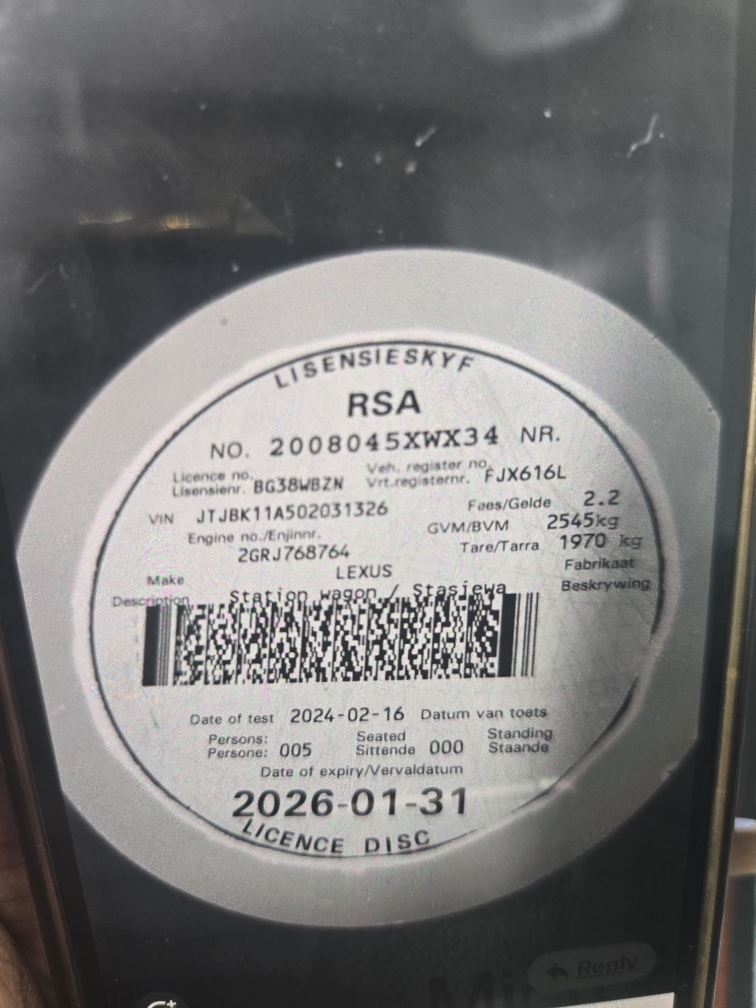 LISENSIESKYF
RSA
NO. 2008045XWX34 NR.
Licence no. Veh. register no.
Lisensienr. BG38WBZN Vrt.registernr. FJX616L
VIN JTJBK11A502031326 Fees/Gelde 2.2
Engine no./Enjinnr. GVM/BVM 2545kg
2GRJ768764 Tare/Tarra 1970 kg
Make LEXUS Fabrikaat
Description Station wagon / Stasiewa Beskrywing
Date of test 2024-02-16 Datum van toets
Persons: Seated Standing
Persone: 005 Sittende 000 Staande
Date of expiry/Vervaldatum
2026-01-31
LICENCE DISC
Reply